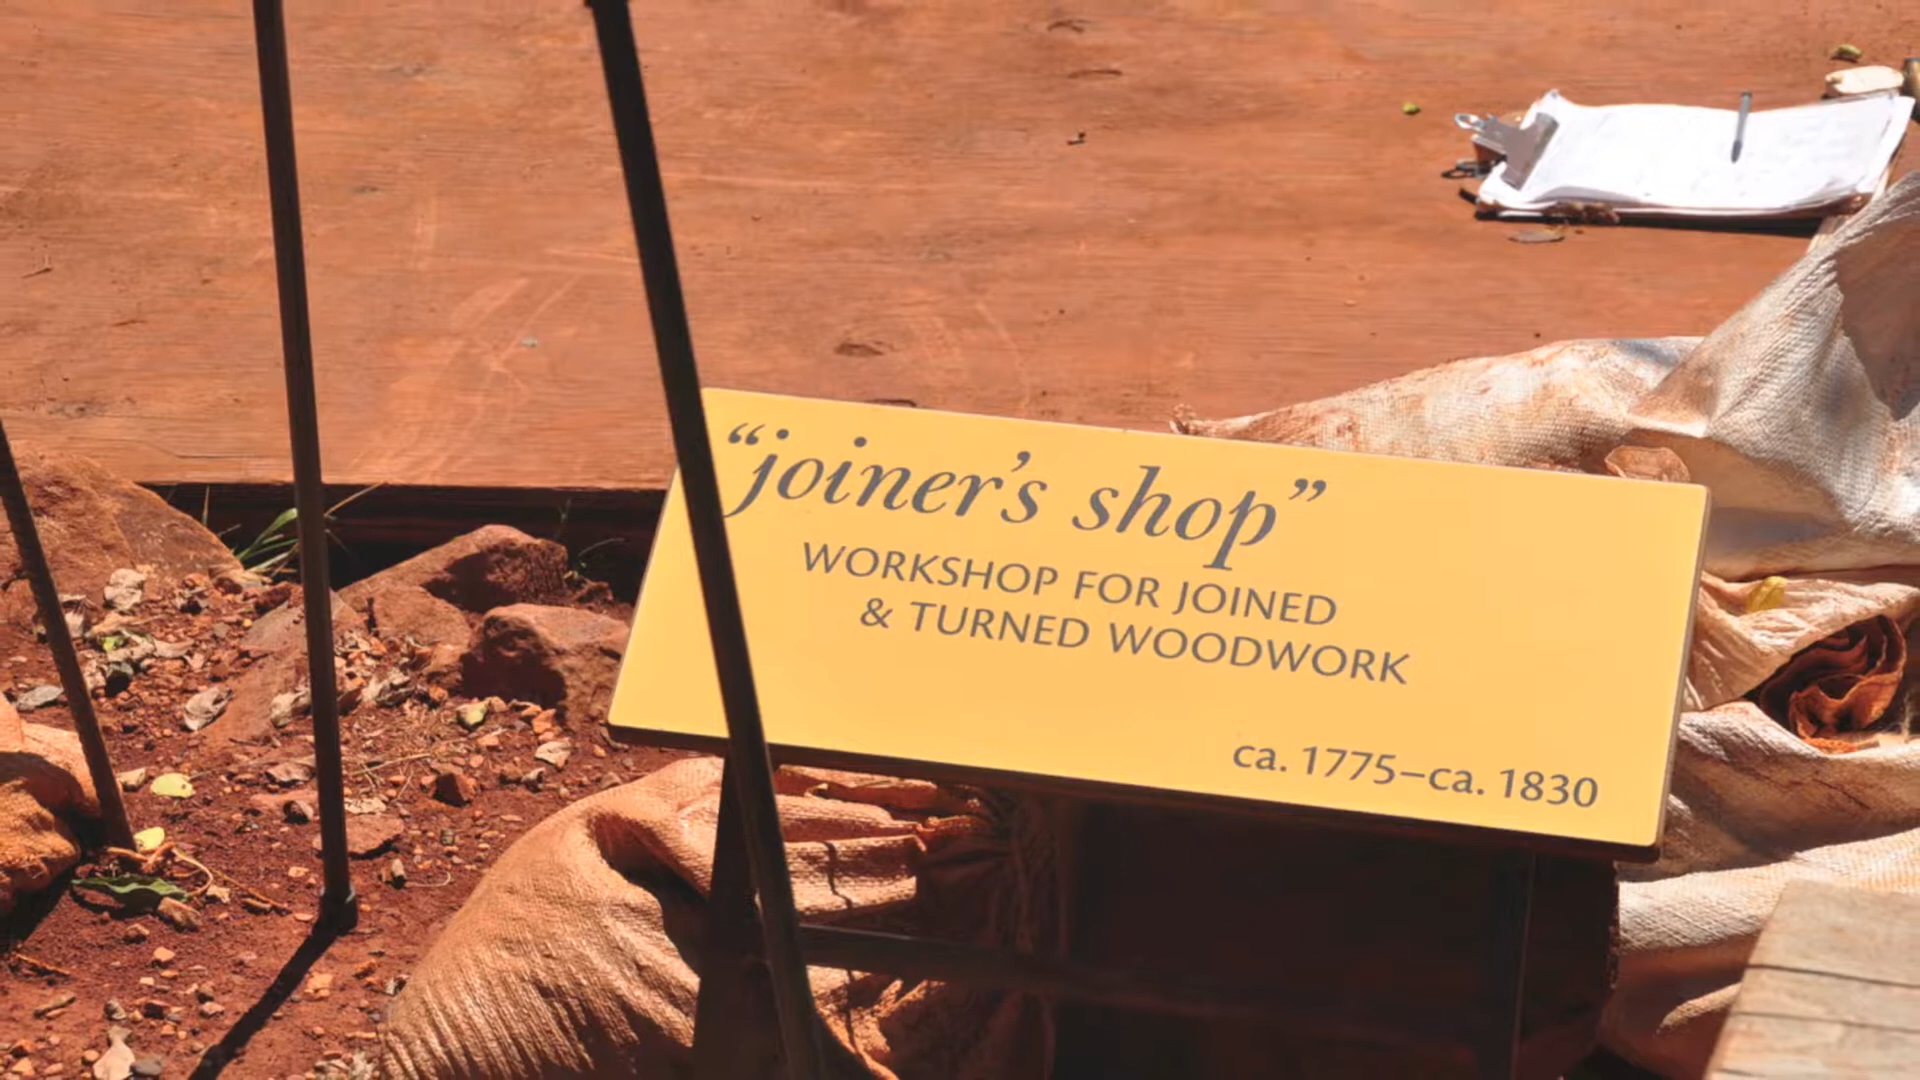 “joiner’s shop”
WORKSHOP FOR JOINED
& TURNED WOODWORK
ca. 1775–ca. 1830